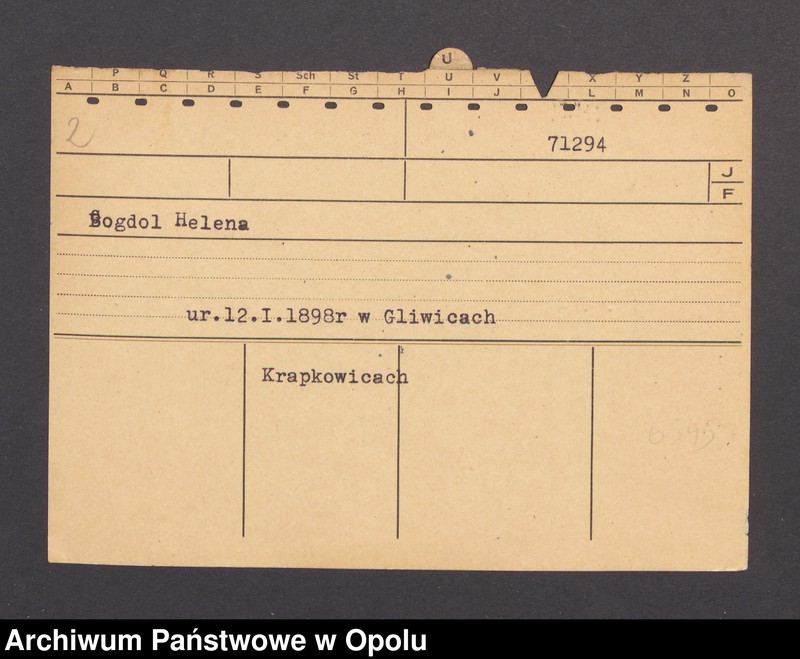 U
P Q R S Sch St T U V X Y Z
A B C D E F G H I J L M N O
2
71294
J
F
Bogdol Helena
ur.12.I.1898r w Gliwicach
Krapkowicach
Archiwum Państwowe w Opolu